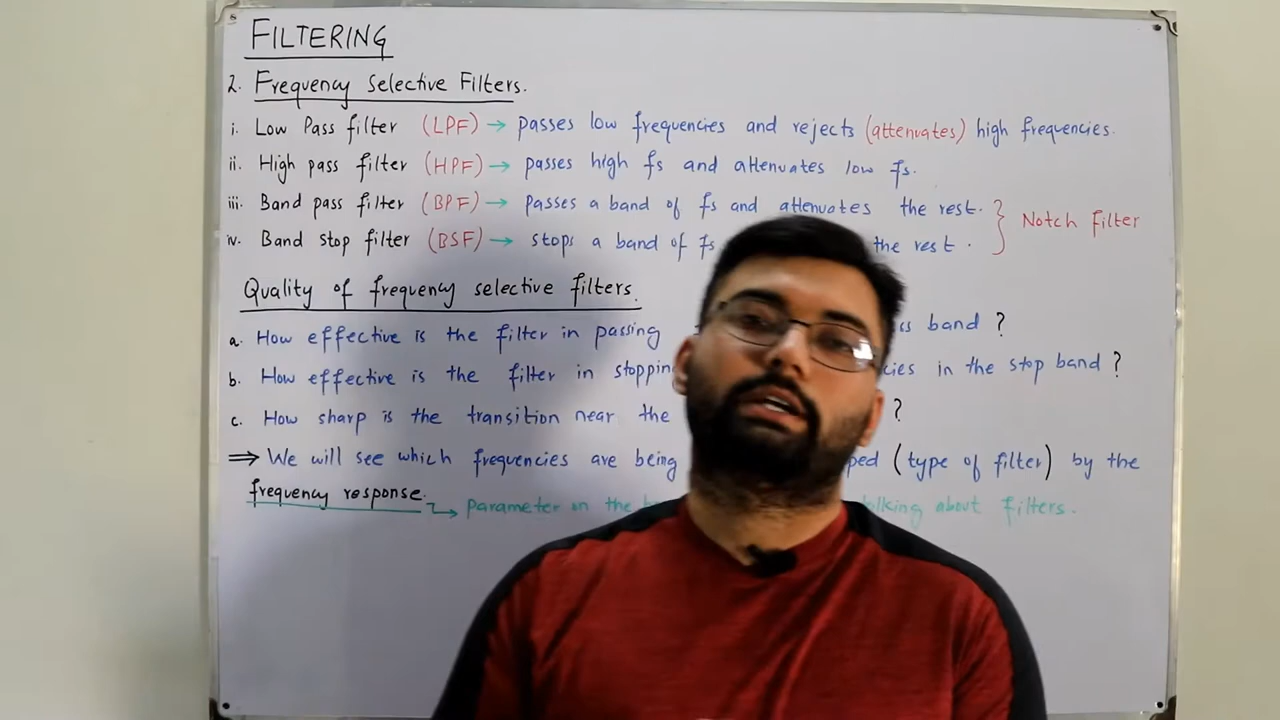 FILTERING
2. Frequency Selective Filters.
i. Low Pass filter (LPF) → passes low frequencies and rejects (attenuates) high frequencies.
ii. High pass filter (HPF) → passes high fs and attenuates low fs.
iii. Band pass filter (BPF) → Passes a band of fs and attenuates the rest. } Notch Filter
iv. Band stop filter (BSF) → stops a band of fs the rest.
Quality of frequency selective filters.
a. How effective is the filter in passing band ?
b. How effective is the filter in in the stop band ?
c. How sharp is the transition near the ?
⇒ We will see which frequencies are being (type of filter) by the
frequency response. → parameter on the talking about filters.